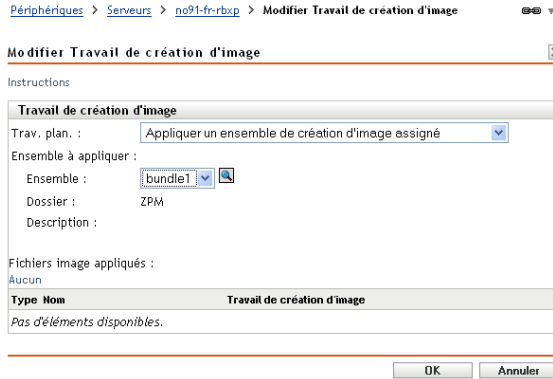 Périphériques > Serveurs > no91-fr-rbxp > Modifier Travail de création d'image
Modifier Travail de création d'image
Instructions
Travail de création d'image
Trav. plan. : Appliquer un ensemble de création d'image assigné
Ensemble à appliquer :
Ensemble : bundle1
Dossier : ZPM
Description :
Fichiers image appliqués :
Aucun
Type Nom Travail de création d'image
Pas d'éléments disponibles.
OK Annuler